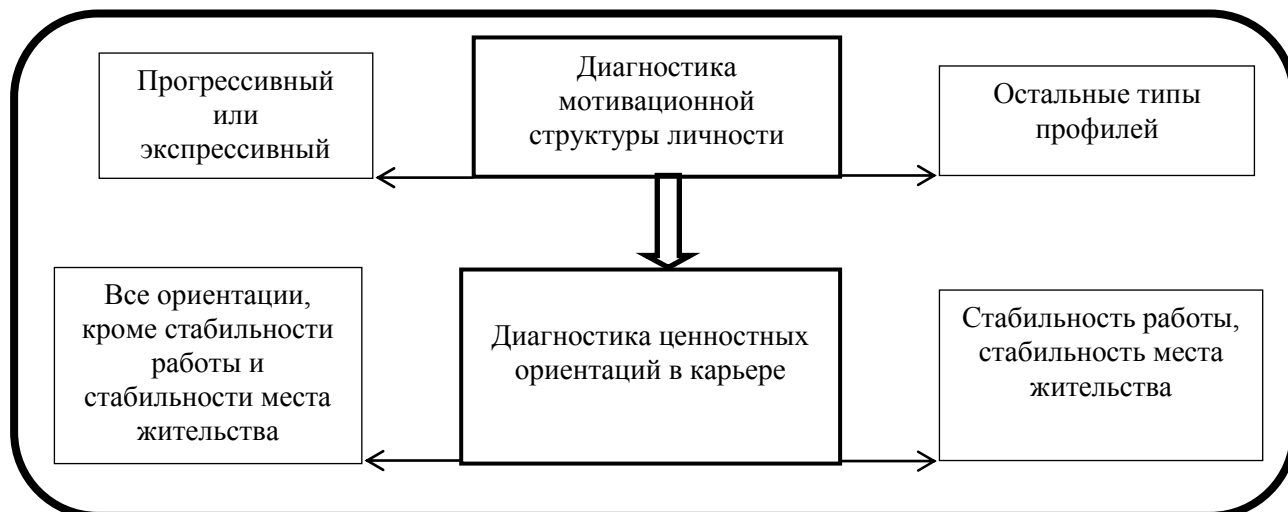 Прогрессивный
или
экспрессивный
Диагностика
мотивационной
структуры личности
Остальные типы
профилей
Все ориентации,
кроме стабильности
работы и
стабильности места
жительства
Диагностика ценностных
ориентаций в карьере
Стабильность работы,
стабильность места
жительства